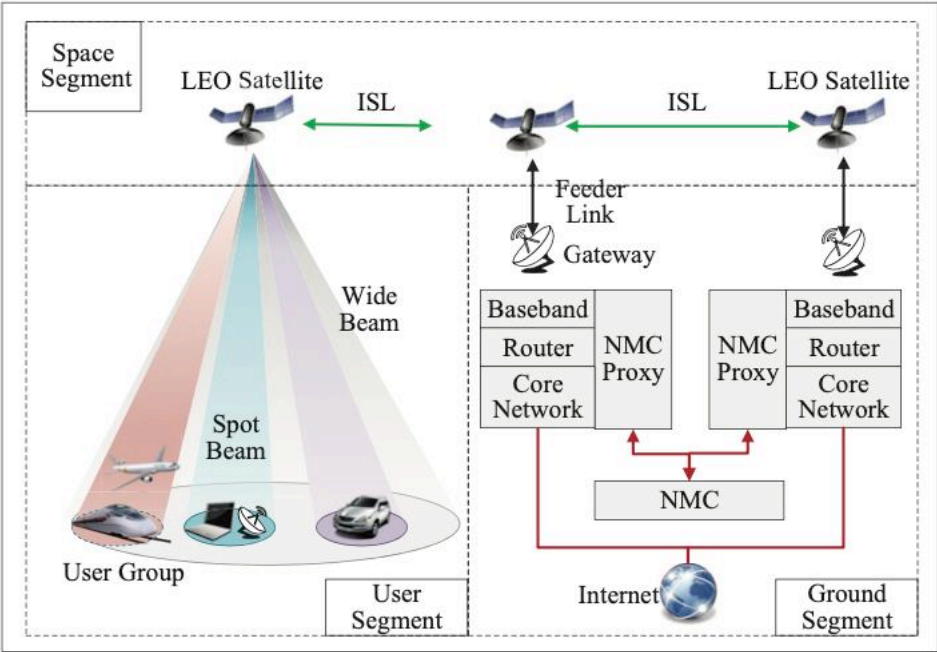 Space
Segment
LEO Satellite
ISL
ISL
LEO Satellite
Feeder
Link
Gateway
Wide
Beam
Spot
Beam
User Group
User
Segment
Baseband
Router
Core
Network
NMC
Proxy
NMC
Proxy
Baseband
Router
Core
Network
NMC
Internet
Ground
Segment